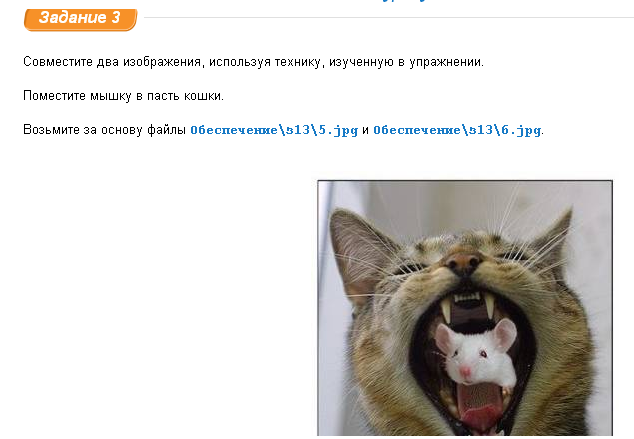 Задание 3
Совместите два изображения, используя технику, изученную в упражнении.
Поместите мышку в пасть кошки.
Возьмите за основу файлы Обеспечение\s13\5.jpg и Обеспечение\s13\6.jpg.